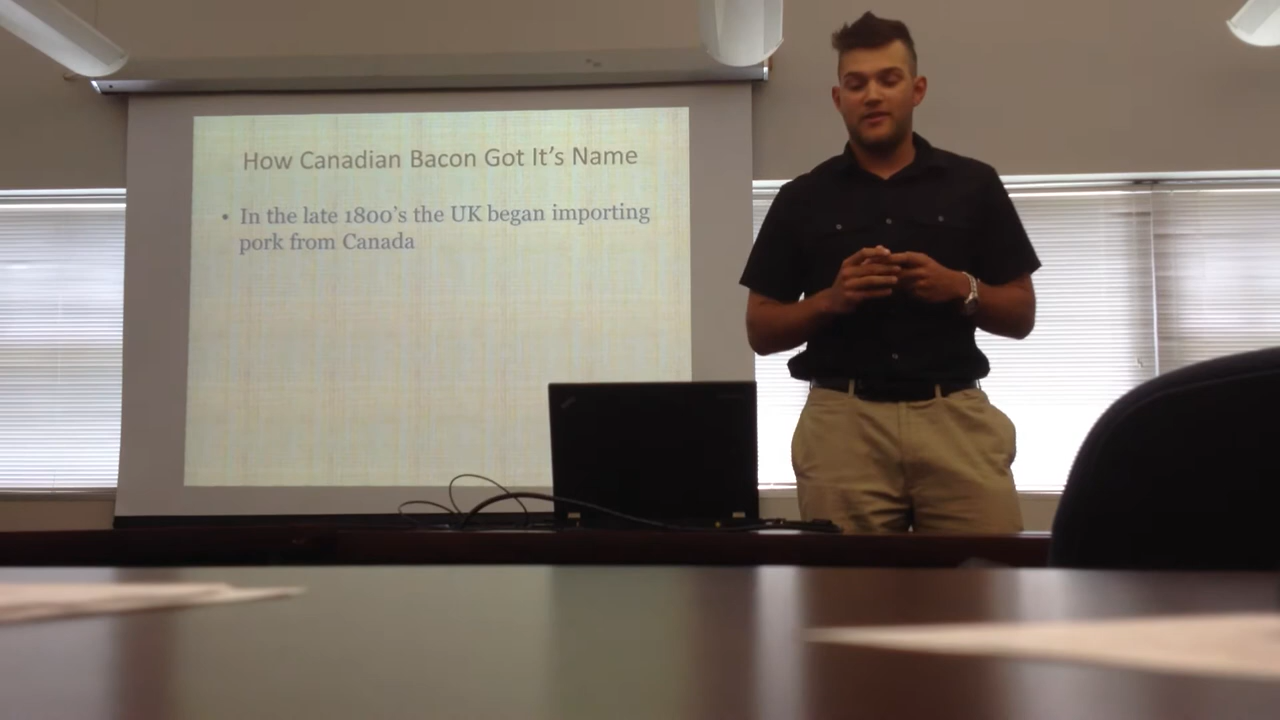 How Canadian Bacon Got It's Name
• In the late 1800's the UK began importing
pork from Canada